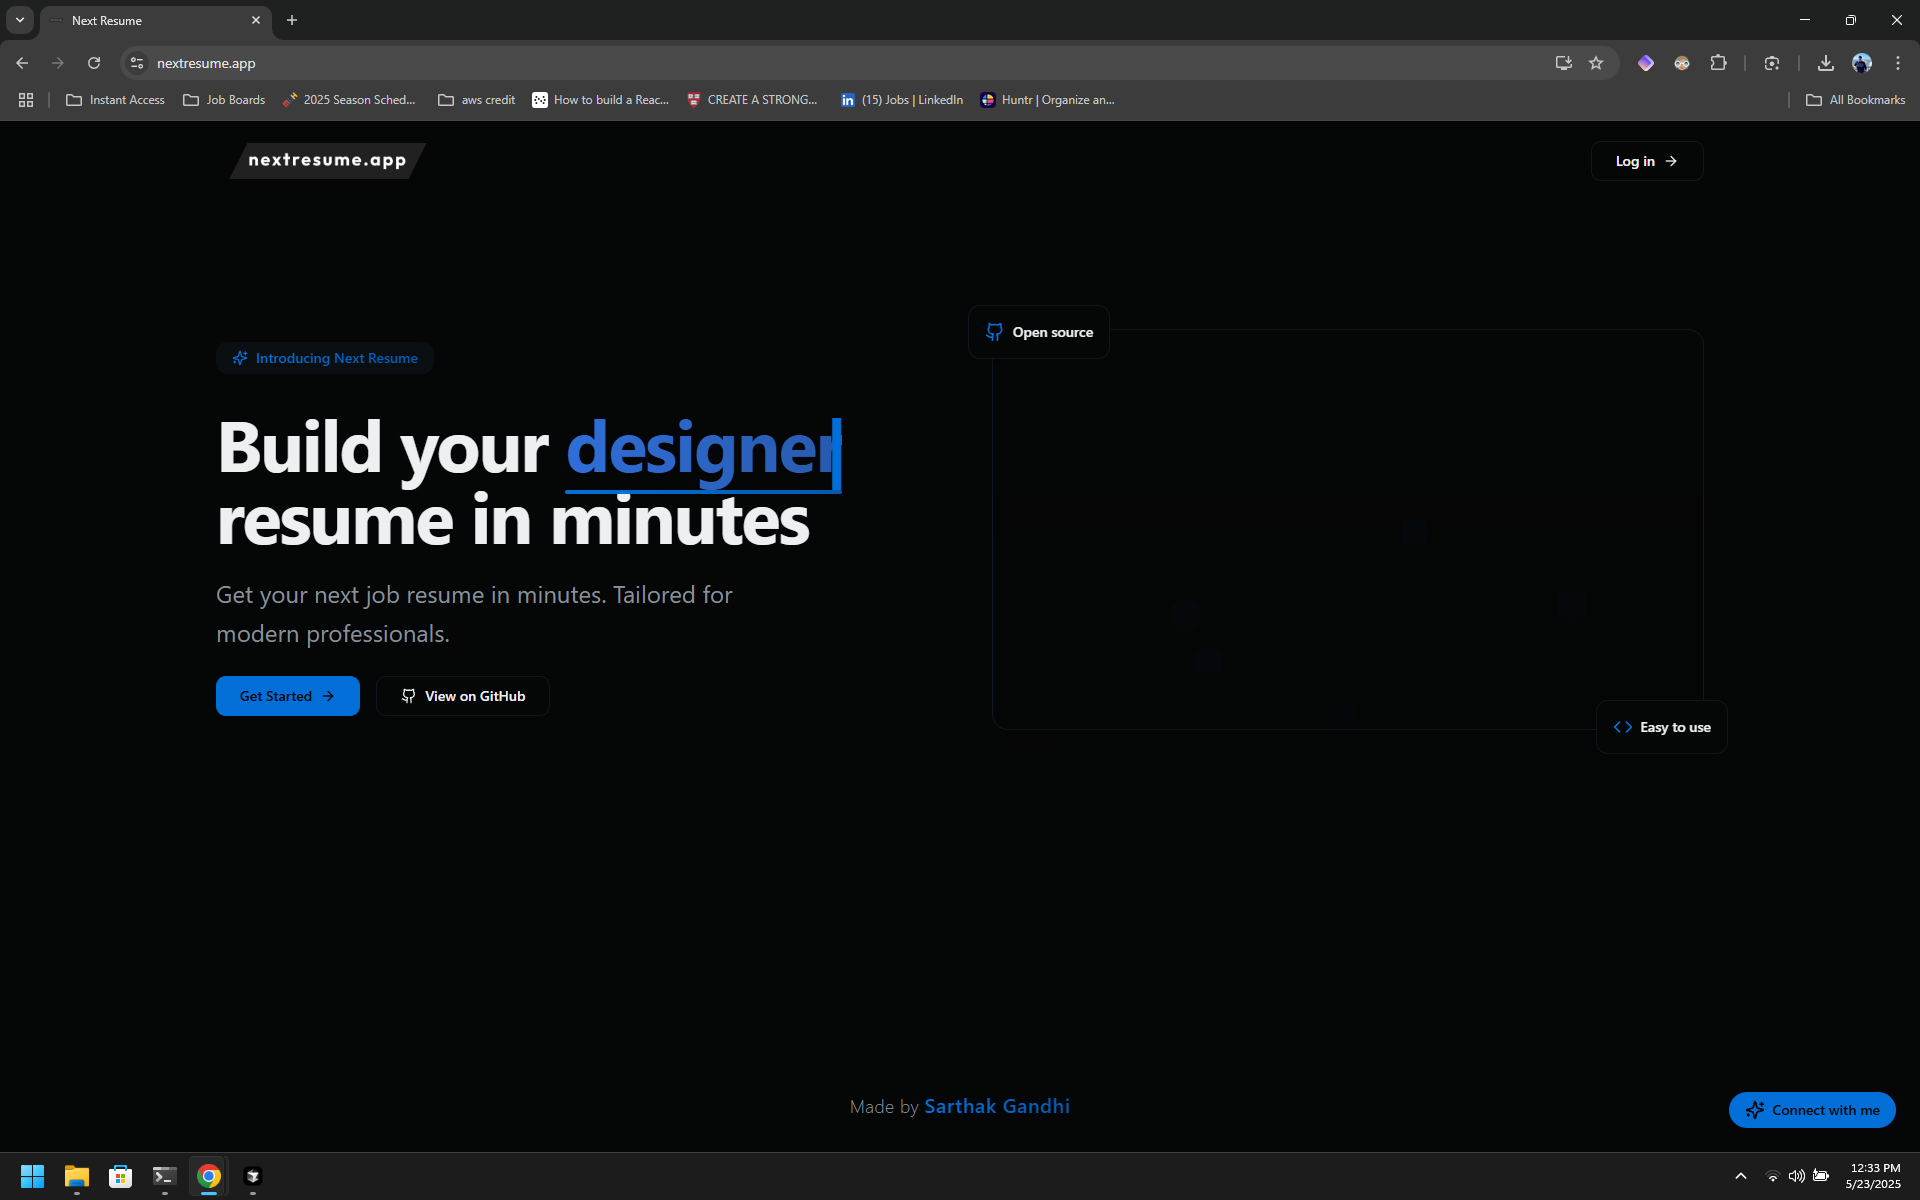 Next Resume
nextresume.app
Instant Access
Job Boards
2025 Season Sched...
aws credit
How to build a Reac...
CREATE A STRONG...
(15) Jobs | LinkedIn
Huntr | Organize an...
All Bookmarks
nextresume.app
Log in
Introducing Next Resume
Build your designer
resume in minutes
Get your next job resume in minutes. Tailored for
modern professionals.
Get Started
View on GitHub
Open source
Easy to use
Made by Sarthak Gandhi
Connect with me
12:33 PM
5/23/2025